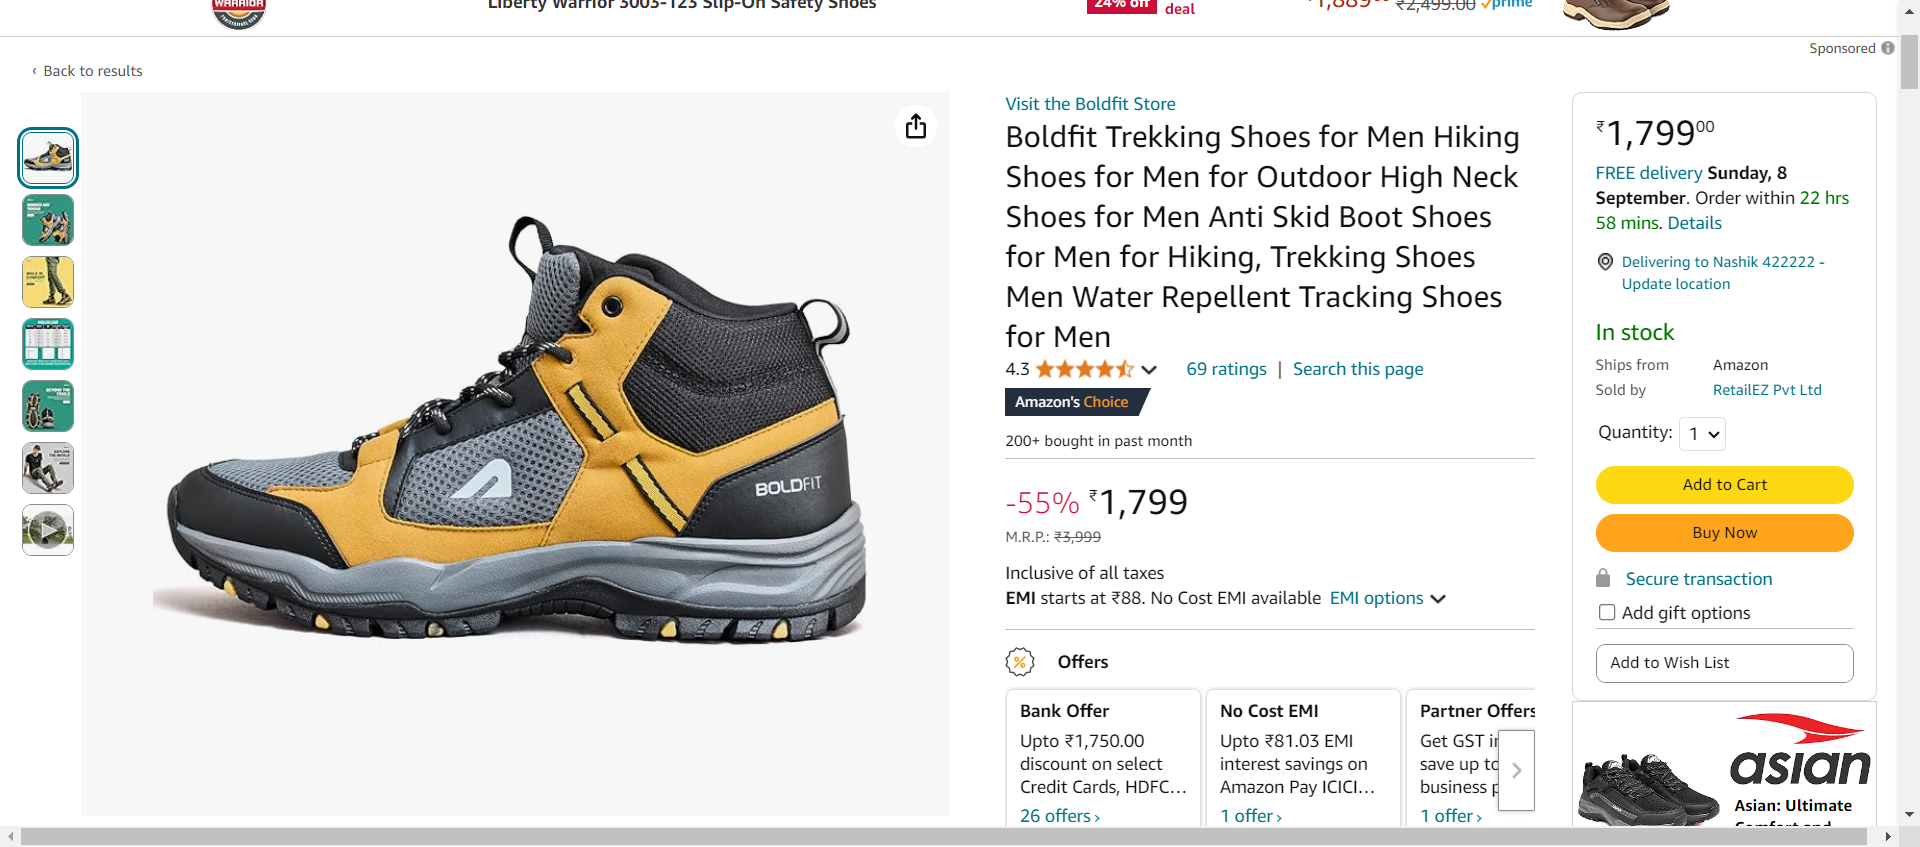 WARRIOR
Liberty Warrior 3003-123 Slip-On Safety Shoes
24% off
deal
₹2,499.00 prime
Sponsored
‹ Back to results
Visit the Boldfit Store
Boldfit Trekking Shoes for Men Hiking
Shoes for Men for Outdoor High Neck
Shoes for Men Anti Skid Boot Shoes
for Men for Hiking, Trekking Shoes
Men Water Repellent Tracking Shoes
for Men
4.3 69 ratings | Search this page
Amazon's Choice
200+ bought in past month
-55% ₹1,799
M.R.P.: ₹3,999
Inclusive of all taxes
EMI starts at ₹88. No Cost EMI available EMI options
Offers
Bank Offer
Upto ₹1,750.00
discount on select
Credit Cards, HDFC…
26 offers ›
No Cost EMI
Upto ₹81.03 EMI
interest savings on
Amazon Pay ICICI…
1 offer ›
Partner Offers
Get GST
save up to
business
1 offer ›
BOLDFIT
₹1,799 00
FREE delivery Sunday, 8
September. Order within 22 hrs
58 mins. Details
Delivering to Nashik 422222 -
Update location
In stock
Ships from Amazon
Sold by RetailEZ Pvt Ltd
Quantity: 1
Add to Cart
Buy Now
Secure transaction
Add gift options
Add to Wish List
asian
Asian: Ultimate
Comfort and